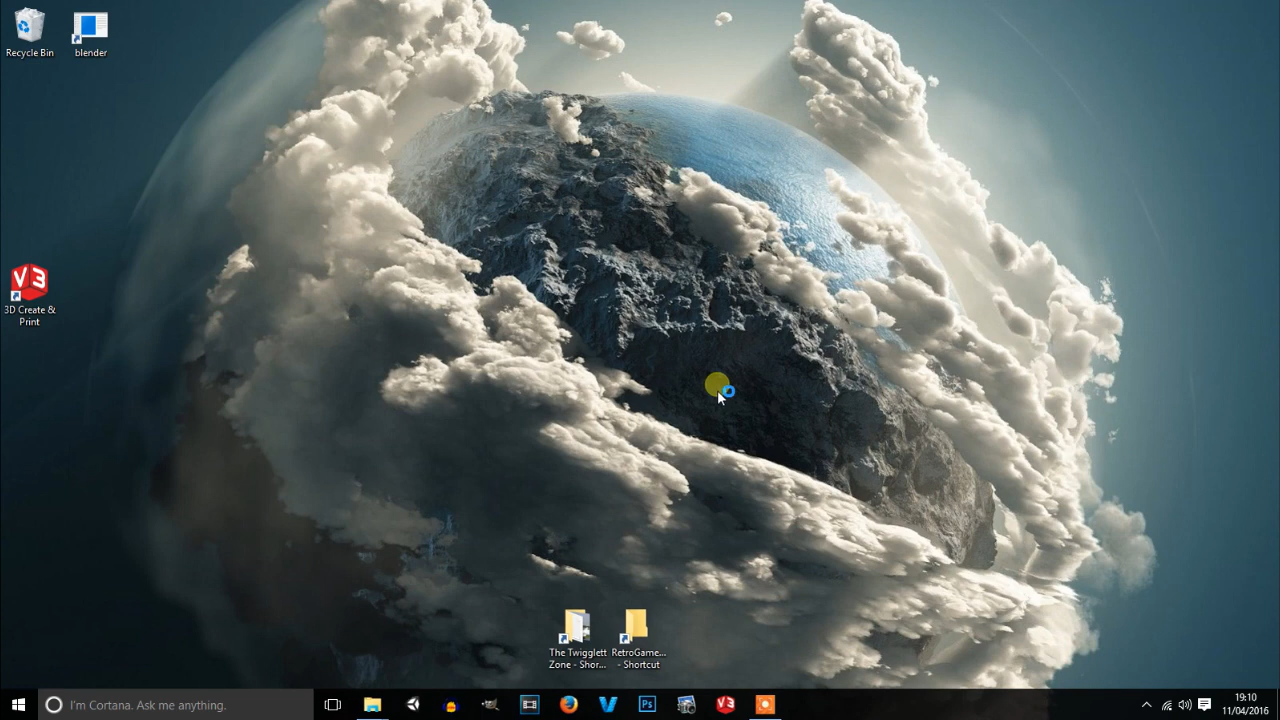 Recycle Bin
blender
V3
3D Create &
Print
The Twigglett
Zone - Shor...
RetroGame...
- Shortcut
I'm Cortana. Ask me anything.
Ps
V3
19:10
11/04/2016